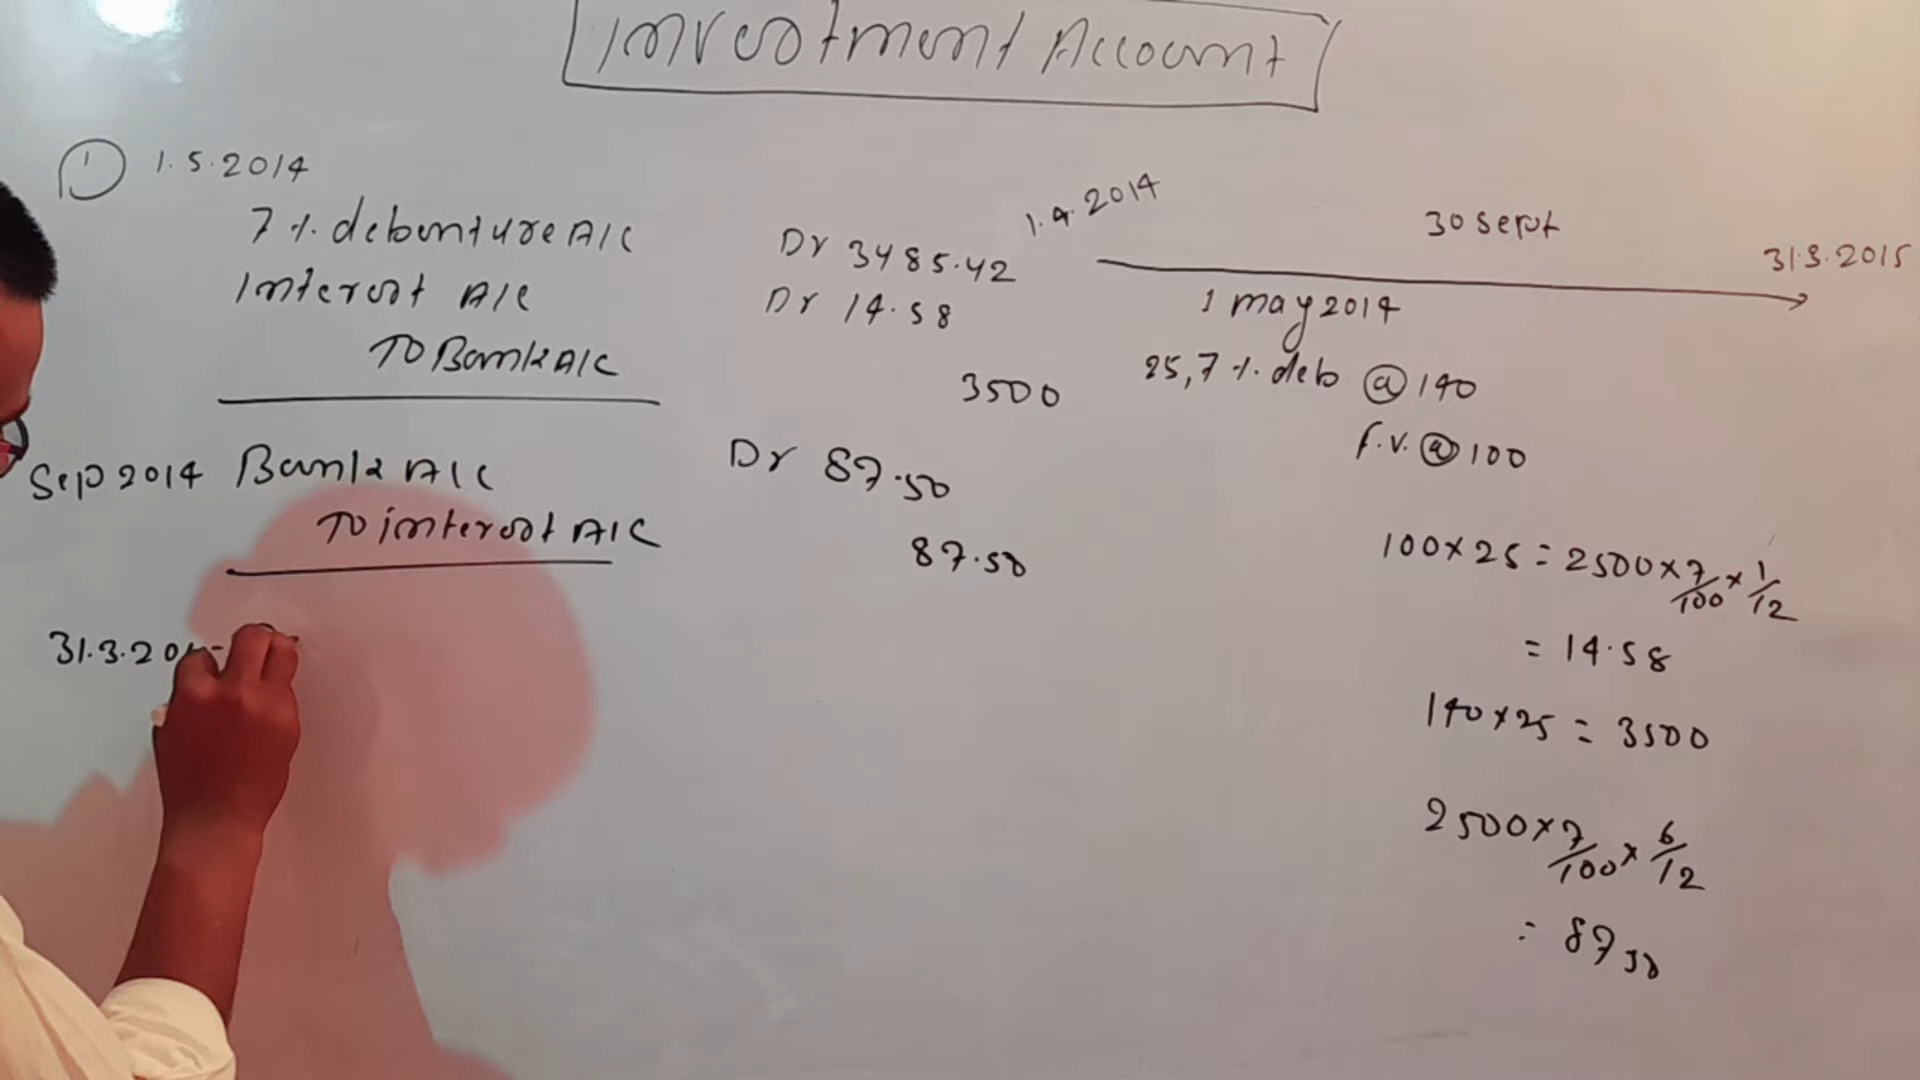 Investment Account
① 1.5.2014
7 %. debenture A/C Dr 3485.42
Interest A/C Dr 14.58
To Bank A/C 3500
Sep 2014 Bank A/C Dr 87.50
To interest A/C 87.50
31.3.20
1.4.2014
30 sept
31.3.2015
1 may 2014
25, 7 %. deb @ 140
F.V. @ 100
100 x 25 = 2500 x 7/100 x 1/12
= 14.58
140 x 25 = 3500
2500 x 7/100 x 6/12
= 87 50